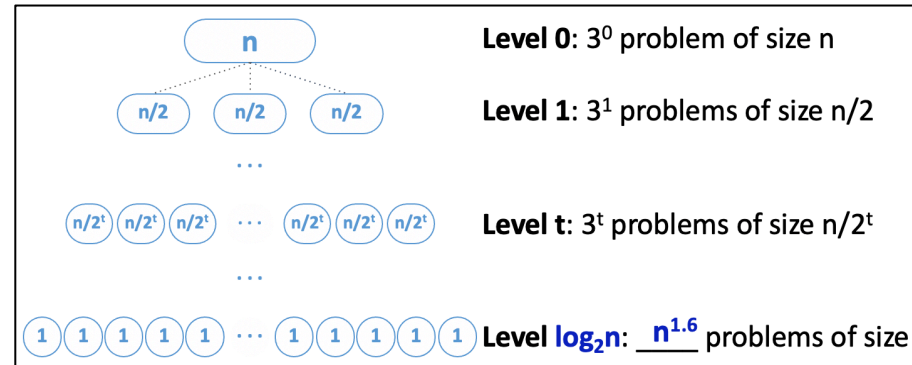 n Level 0: 3⁰ problem of size n
n/2 n/2 n/2 Level 1: 3¹ problems of size n/2
...
n/2ᵗ n/2ᵗ n/2ᵗ ... n/2ᵗ n/2ᵗ n/2ᵗ Level t: 3ᵗ problems of size n/2ᵗ
...
1 1 1 1 1 ... 1 1 1 1 1 Level log₂n: n¹·⁶ problems of size